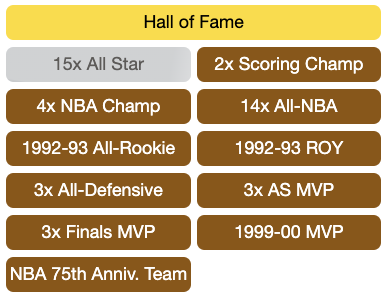 Hall of Fame
15x All Star
2x Scoring Champ
4x NBA Champ
14x All-NBA
1992-93 All-Rookie
1992-93 ROY
3x All-Defensive
3x AS MVP
3x Finals MVP
1999-00 MVP
NBA 75th Anniv. Team